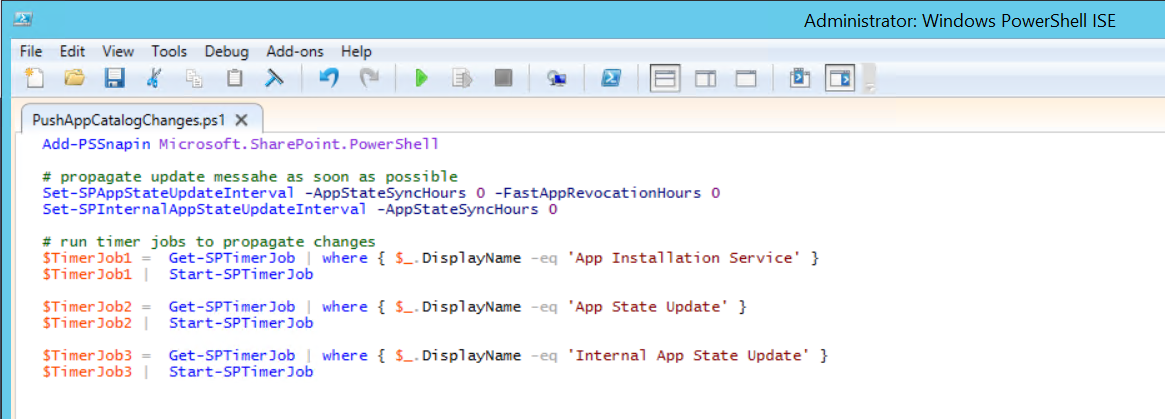 Administrator: Windows PowerShell ISE
File Edit View Tools Debug Add-ons Help
PushAppCatalogChanges.ps1 X
Add-PSSnapin Microsoft.SharePoint.PowerShell
# propagate update messahe as soon as possible
Set-SPAppStateUpdateInterval -AppStateSyncHours 0 -FastAppRevocationHours 0
Set-SPInternalAppStateUpdateInterval -AppStateSyncHours 0
# run timer jobs to propagate changes
$TimerJob1 = Get-SPTimerJob | where { $_.DisplayName -eq 'App Installation Service' }
$TimerJob1 | Start-SPTimerJob
$TimerJob2 = Get-SPTimerJob | where { $_.DisplayName -eq 'App State Update' }
$TimerJob2 | Start-SPTimerJob
$TimerJob3 = Get-SPTimerJob | where { $_.DisplayName -eq 'Internal App State Update' }
$TimerJob3 | Start-SPTimerJob